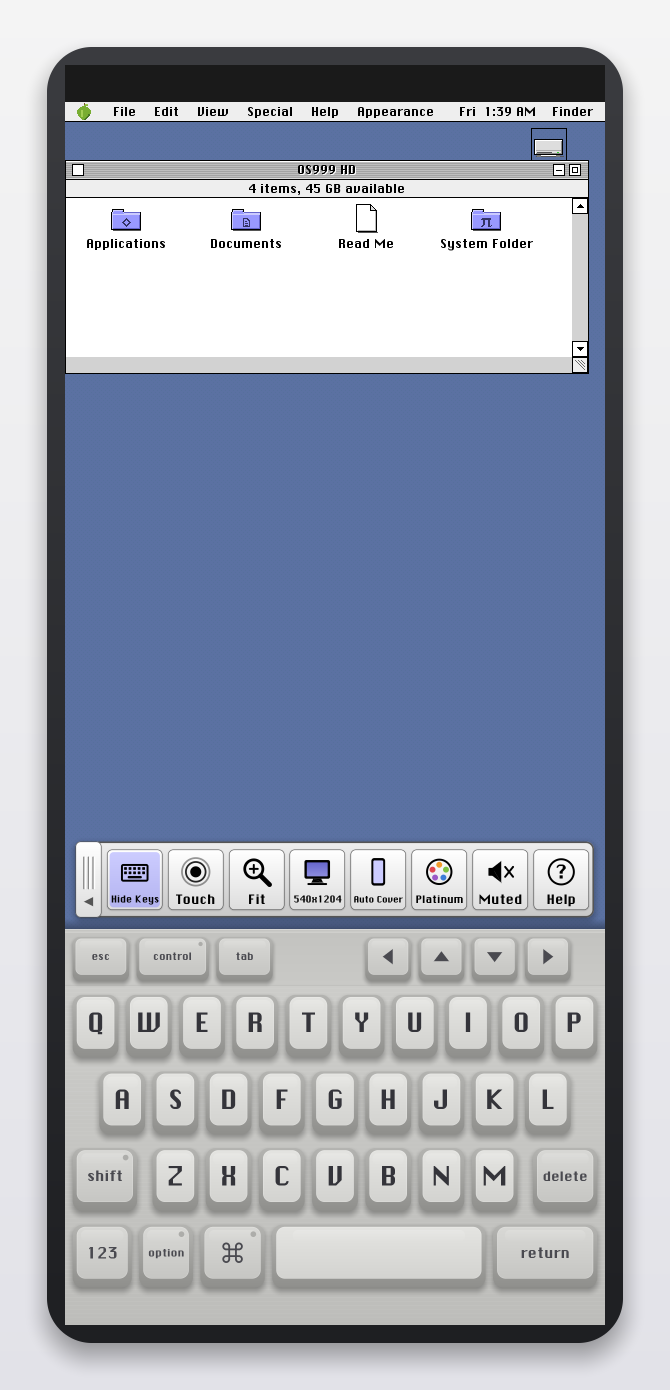 File Edit View Special Help Appearance Fri 1:39 AM Finder
OS999 HD
4 items, 45 GB available
Applications Documents Read Me System Folder
Hide Keys Touch Fit 540x1204 Auto Cover Platinum Muted Help
esc control tab
Q W E R T Y U I O P
A S D F G H J K L
shift Z X C V B N M delete
123 option ⌘ return